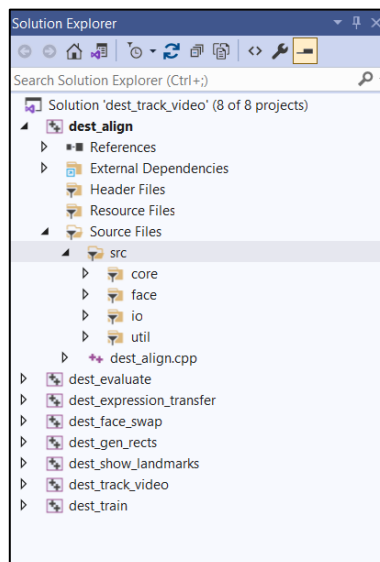 Solution Explorer
Search Solution Explorer (Ctrl+;)
Solution 'dest_track_video' (8 of 8 projects)
dest_align
References
External Dependencies
Header Files
Resource Files
Source Files
src
core
face
io
util
dest_align.cpp
dest_evaluate
dest_expression_transfer
dest_face_swap
dest_gen_rects
dest_show_landmarks
dest_track_video
dest_train